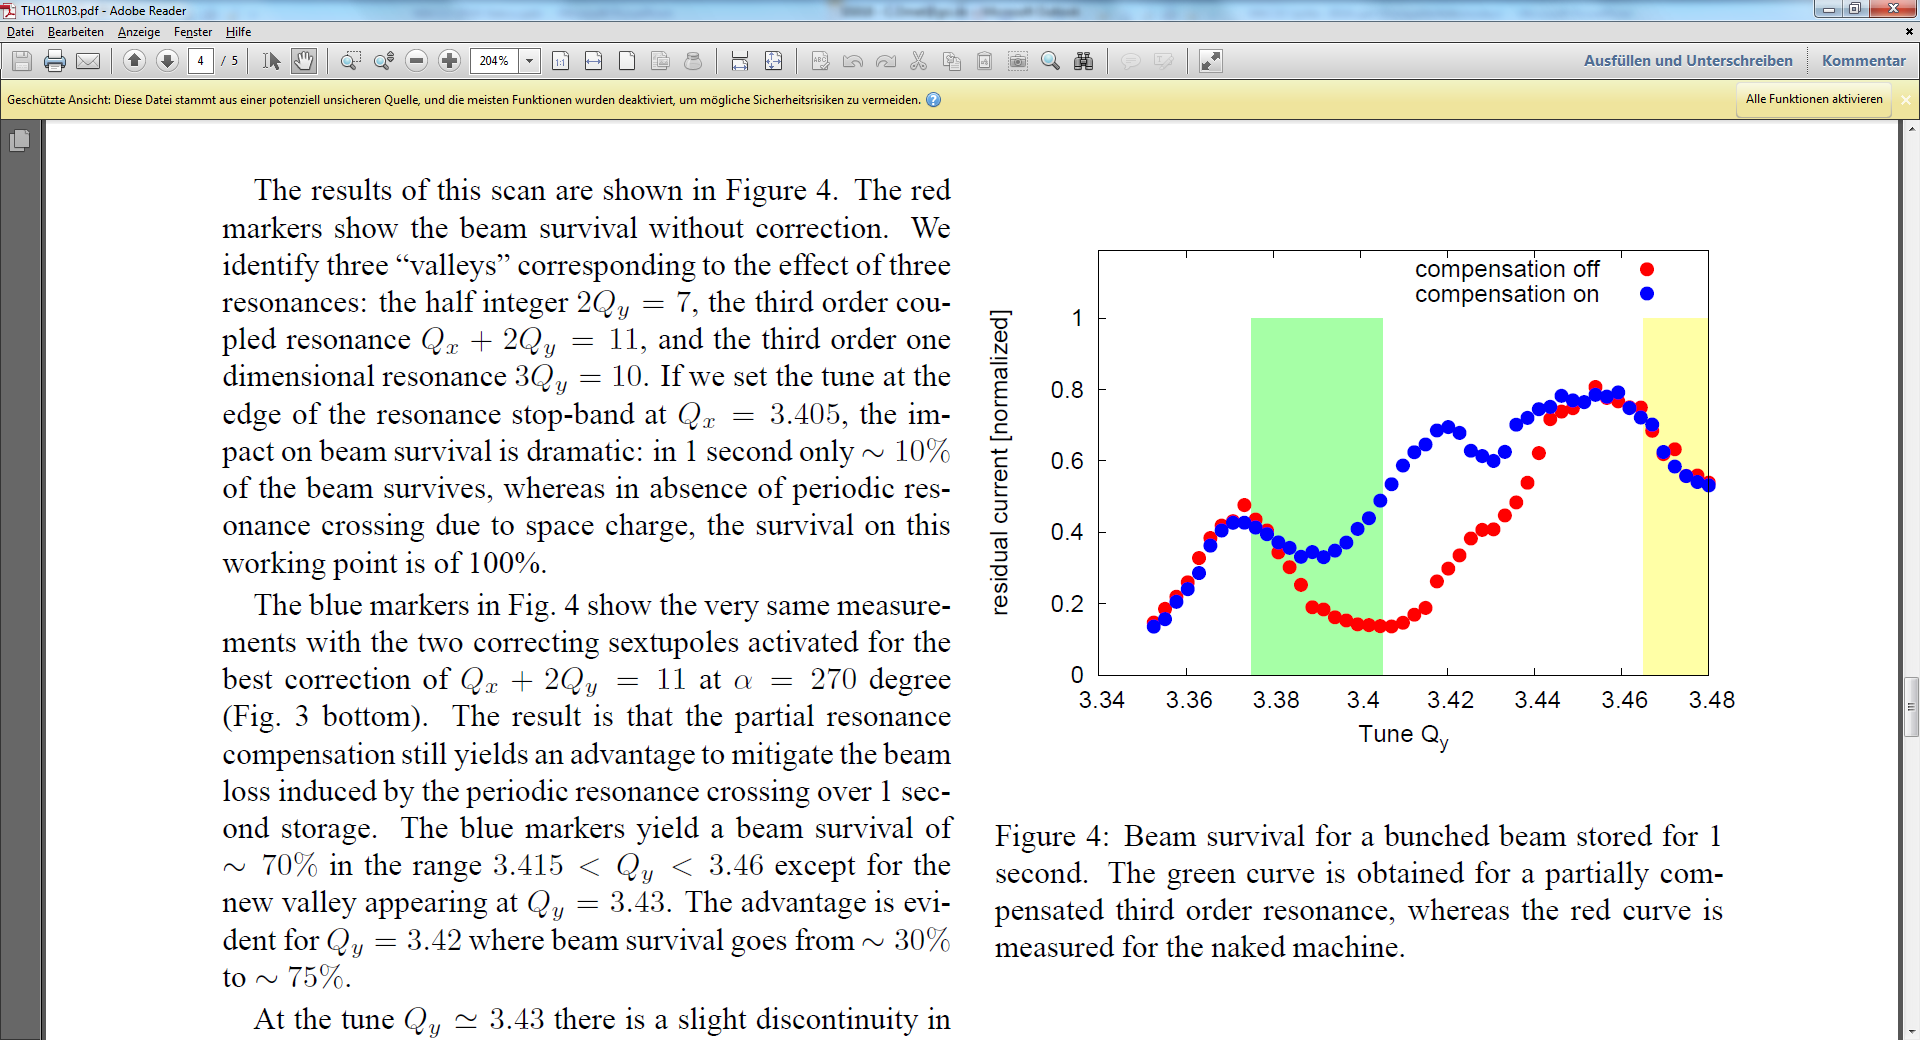 THO1LR03.pdf - Adobe Reader
Datei Bearbeiten Anzeige Fenster Hilfe
4 / 5 204% Ausfüllen und Unterschreiben Kommentar
Geschützte Ansicht: Diese Datei stammt aus einer potenziell unsicheren Quelle, und die meisten Funktionen wurden deaktiviert, um mögliche Sicherheitsrisiken zu vermeiden. Alle Funktionen aktivieren
The results of this scan are shown in Figure 4. The red
markers show the beam survival without correction. We
identify three “valleys” corresponding to the effect of three
resonances: the half integer 2Qy = 7, the third order cou-
pled resonance Qx + 2Qy = 11, and the third order one
dimensional resonance 3Qy = 10. If we set the tune at the
edge of the resonance stop-band at Qx = 3.405, the im-
pact on beam survival is dramatic: in 1 second only ∼ 10%
of the beam survives, whereas in absence of periodic res-
onance crossing due to space charge, the survival on this
working point is of 100%.
The blue markers in Fig. 4 show the very same measure-
ments with the two correcting sextupoles activated for the
best correction of Qx + 2Qy = 11 at α = 270 degree
(Fig. 3 bottom). The result is that the partial resonance
compensation still yields an advantage to mitigate the beam
loss induced by the periodic resonance crossing over 1 sec-
ond storage. The blue markers yield a beam survival of
∼ 70% in the range 3.415 < Qy < 3.46 except for the
new valley appearing at Qy = 3.43. The advantage is evi-
dent for Qy = 3.42 where beam survival goes from ∼ 30%
to ∼ 75%.
At the tune Qy ≃ 3.43 there is a slight discontinuity in
compensation off
compensation on
residual current [normalized]
1
0.8
0.6
0.4
0.2
0
3.34 3.36 3.38 3.4 3.42 3.44 3.46 3.48
Tune Qy
Figure 4: Beam survival for a bunched beam stored for 1
second. The green curve is obtained for a partially com-
pensated third order resonance, whereas the red curve is
measured for the naked machine.